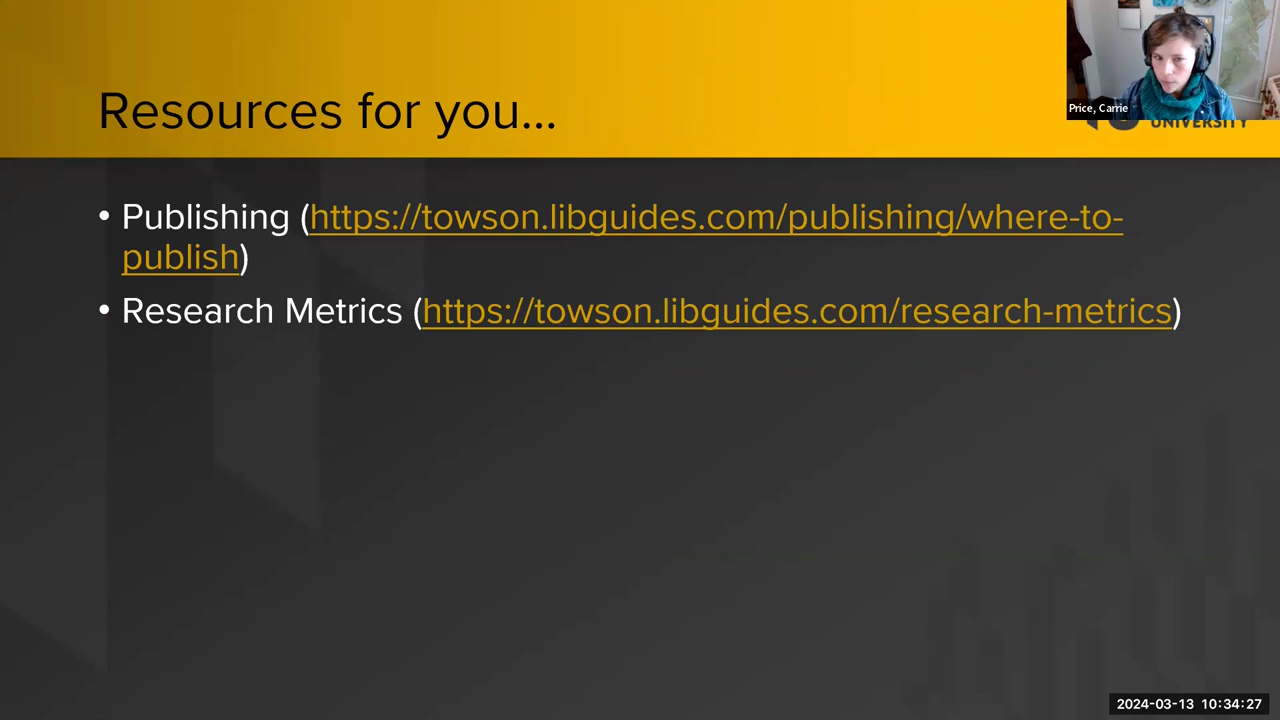 Resources for you...
Price, Carrie
UNIVERSITY
• Publishing (https://towson.libguides.com/publishing/where-to-
publish)
• Research Metrics (https://towson.libguides.com/research-metrics)
2024-03-13 10:34:27